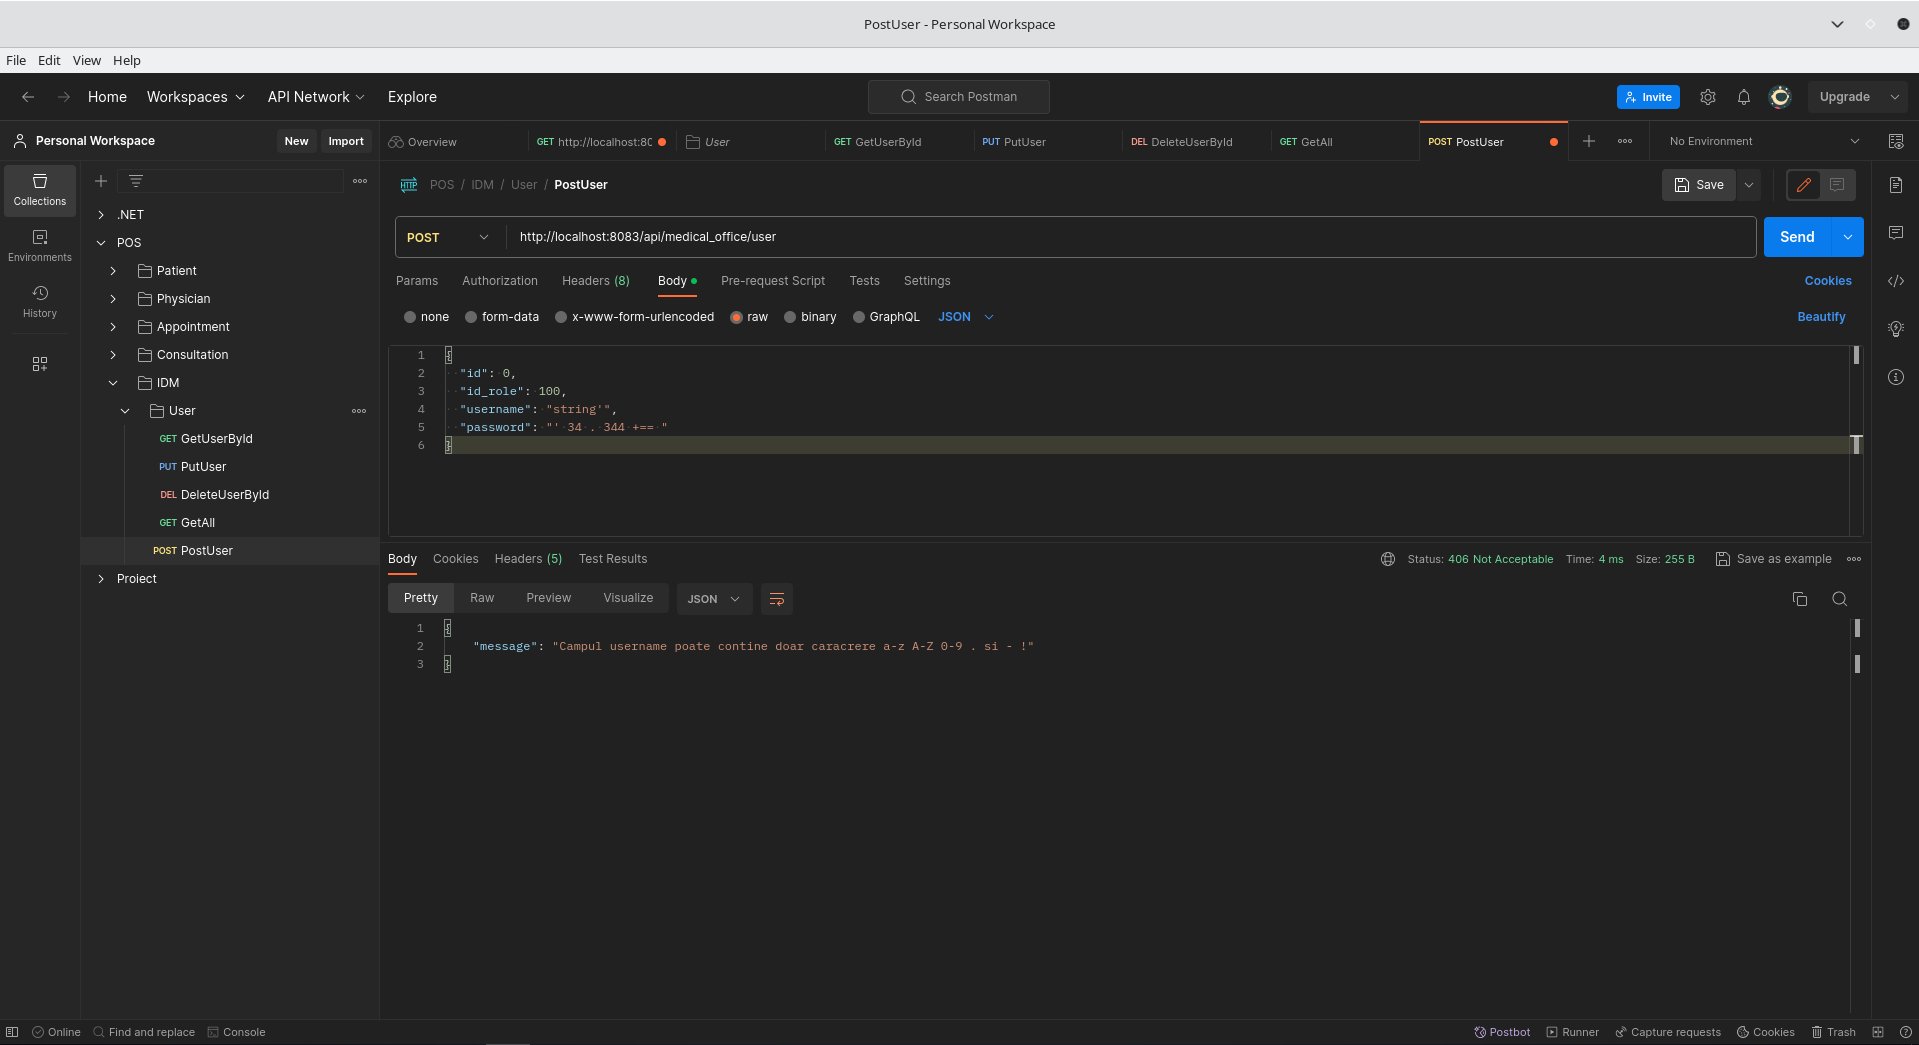 PostUser - Personal Workspace
File Edit View Help
Home Workspaces API Network Explore Search Postman Invite Upgrade
Personal Workspace New Import
Overview GET http://localhost:80 User GET GetUserById PUT PutUser DEL DeleteUserById GET GetAll POST PostUser No Environment
Collections
Environments
History
.NET
POS
Patient
Physician
Appointment
Consultation
IDM
User
GET GetUserById
PUT PutUser
DEL DeleteUserById
GET GetAll
POST PostUser
Proiect
HTTP POS / IDM / User / PostUser Save
POST http://localhost:8083/api/medical_office/user Send
Params Authorization Headers (8) Body Pre-request Script Tests Settings Cookies
none form-data x-www-form-urlencoded raw binary GraphQL JSON Beautify
1 {
2 "id": 0,
3 "id_role": 100,
4 "username": "string'",
5 "password": "' 34 . 344 +== "
6 }
Body Cookies Headers (5) Test Results Status: 406 Not Acceptable Time: 4 ms Size: 255 B Save as example
Pretty Raw Preview Visualize JSON
1 {
2 "message": "Campul username poate contine doar caracrere a-z A-Z 0-9 . si - !"
3 }
Online Find and replace Console Postbot Runner Capture requests Cookies Trash